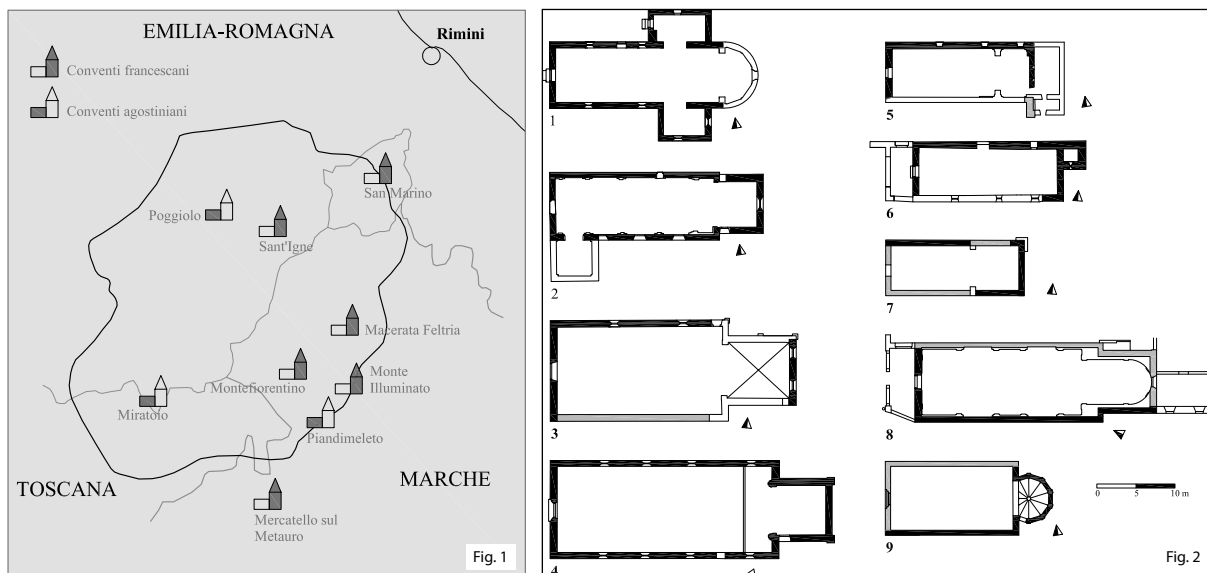 EMILIA-ROMAGNA
Rimini
Conventi francescani
Conventi agostiniani
San Marino
Poggiolo
Sant'Igne
Macerata Feltria
Montefiorentino
Monte
Illuminato
Miratoio
Piandimeleto
TOSCANA
MARCHE
Mercatello sul
Metauro
Fig. 1
1
2
3
4
5
6
7
8
9
0 5 10 m
Fig. 2